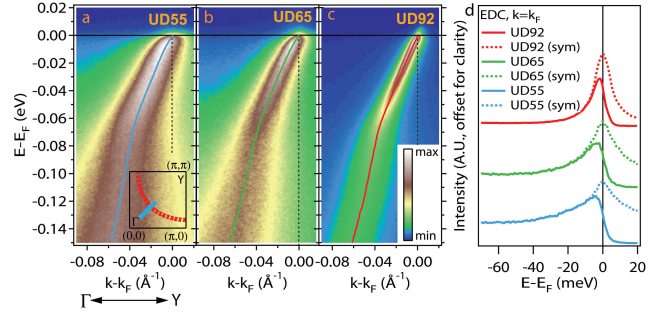 a UD55
b UD65
c UD92
d
E-E_F (eV)
0.00
-0.02
-0.04
-0.06
-0.08
-0.10
-0.12
-0.14
(π,π)
Y
Γ
(0,0) (π,0)
max
min
-0.08 -0.04 0.00
-0.08 -0.04 0.00
-0.08 -0.04 0.00
k-k_F (Å⁻¹)
k-k_F (Å⁻¹)
k-k_F (Å⁻¹)
Γ Y
EDC, k=k_F
UD92
UD92 (sym)
UD65
UD65 (sym)
UD55
UD55 (sym)
Intensity (A.U., offset for clarity)
-60 -40 -20 0 20
E-E_F (meV)